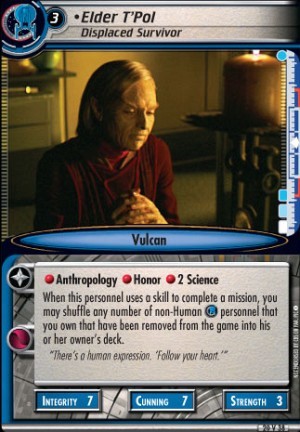 3
•Elder T'Pol
Displaced Survivor
Vulcan
Anthropology Honor 2 Science
When this personnel uses a skill to complete a mission, you
may shuffle any number of non-Human personnel that
you own that have been removed from the game into his
or her owner's deck.
"There's a human expression. 'Follow your heart.'"
INTEGRITY 7 CUNNING 7 STRENGTH 3